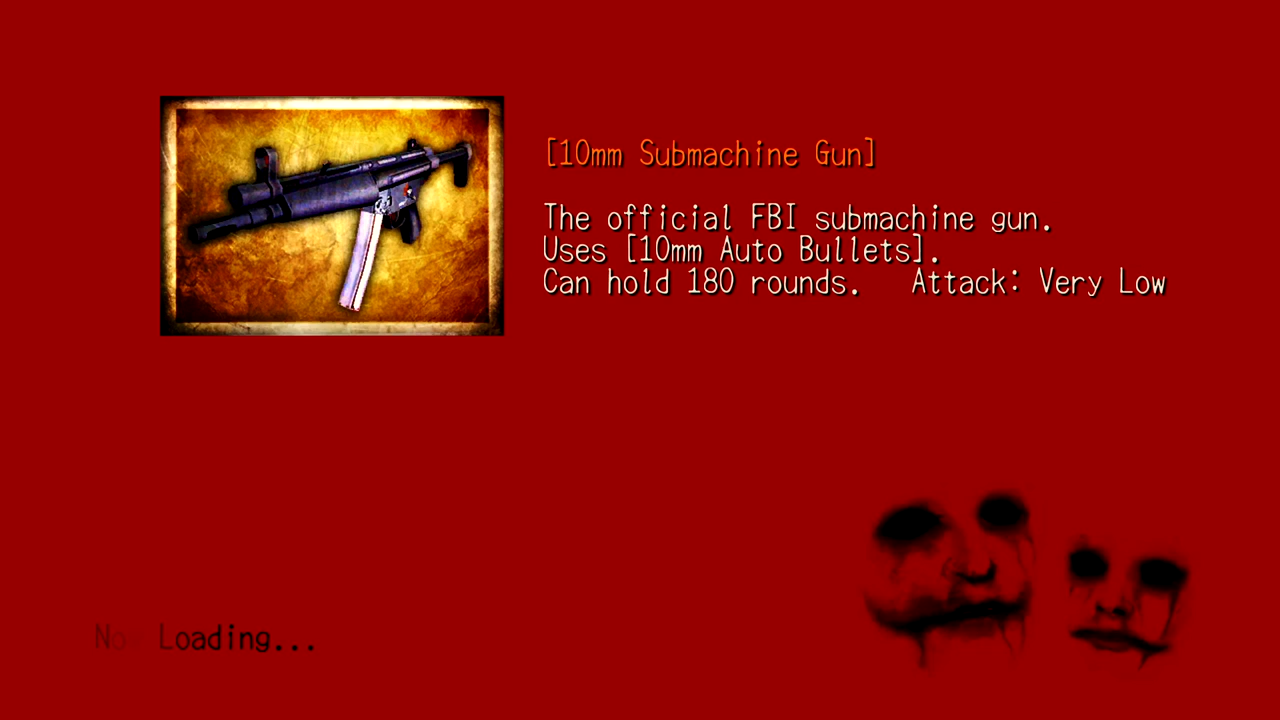 [10mm Submachine Gun]
The official FBI submachine gun.
Uses [10mm Auto Bullets].
Can hold 180 rounds.   Attack: Very Low
Now Loading...